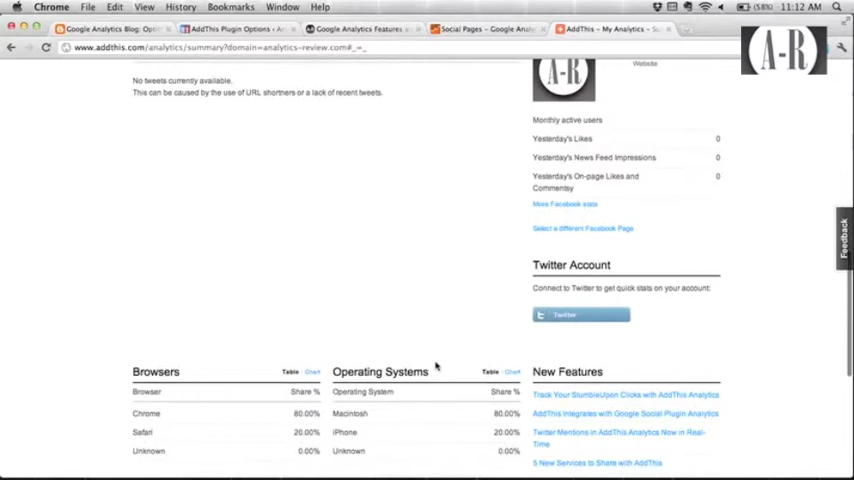 Chrome File Edit View History Bookmarks Window Help (58%) 11:12 AM
Google Analytics Blog: Optim
AddThis Plugin Options ‹ An
Google Analytics Features an
Social Pages – Google Analy
AddThis – My Analytics – Su
www.addthis.com/analytics/summary?domain=analytics-review.com#_=_
A-R
No tweets currently available.
This can be caused by the use of URL shortners or a lack of recent tweets.
A-R
Website
Monthly active users
Yesterday's Likes 0
Yesterday's News Feed Impressions 0
Yesterday's On-page Likes and 0
Commentsy
More Facebook stats
Select a different Facebook Page
Feedback
Twitter Account
Connect to Twitter to get quick stats on your account:
Twitter
Browsers Table · Chart
Browser Share %
Chrome 80.00%
Safari 20.00%
Unknown 0.00%
Operating Systems Table · Chart
Operating System Share %
Macintosh 80.00%
iPhone 20.00%
Unknown 0.00%
New Features
Track Your StumbleUpon Clicks with AddThis Analytics
AddThis Integrates with Google Social Plugin Analytics
Twitter Mentions in AddThis Analytics Now in Real-
Time
5 New Services to Share with AddThis